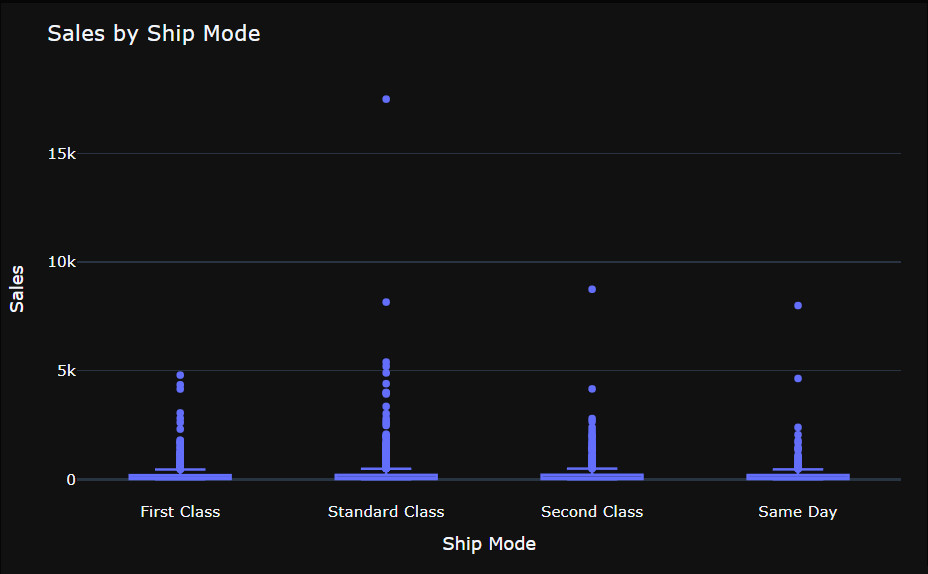 Sales by Ship Mode
15k
10k
5k
0
Sales
First Class
Standard Class
Second Class
Same Day
Ship Mode